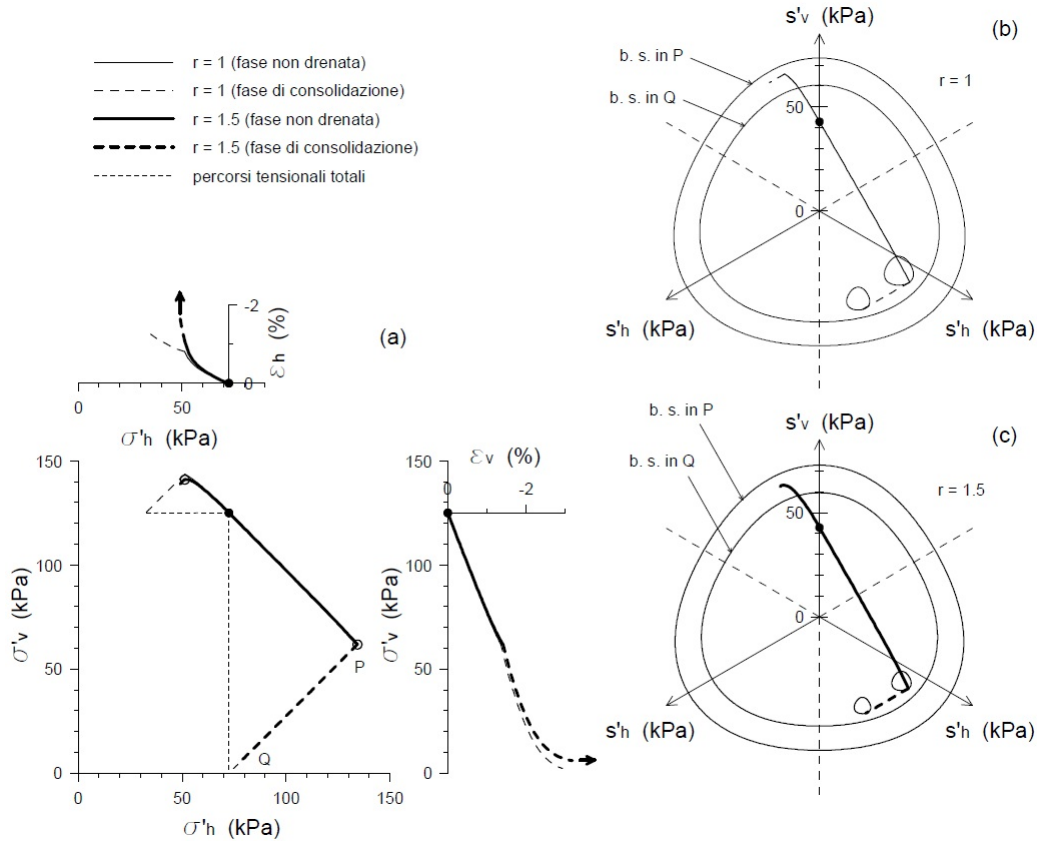 r = 1 (fase non drenata)
r = 1 (fase di consolidazione)
r = 1.5 (fase non drenata)
r = 1.5 (fase di consolidazione)
percorsi tensionali totali
s'v (kPa)
(b)
b. s. in P
b. s. in Q
r = 1
50
0
s'h (kPa)
s'h (kPa)
-2
0
εh (%)
(a)
0
50
σ'h (kPa)
150
100
50
0
σ'v (kPa)
P
Q
0
50
100
150
σ'h (kPa)
εv (%)
0
-2
150
100
50
0
σ'v (kPa)
s'v (kPa)
(c)
b. s. in P
b. s. in Q
r = 1.5
50
0
s'h (kPa)
s'h (kPa)